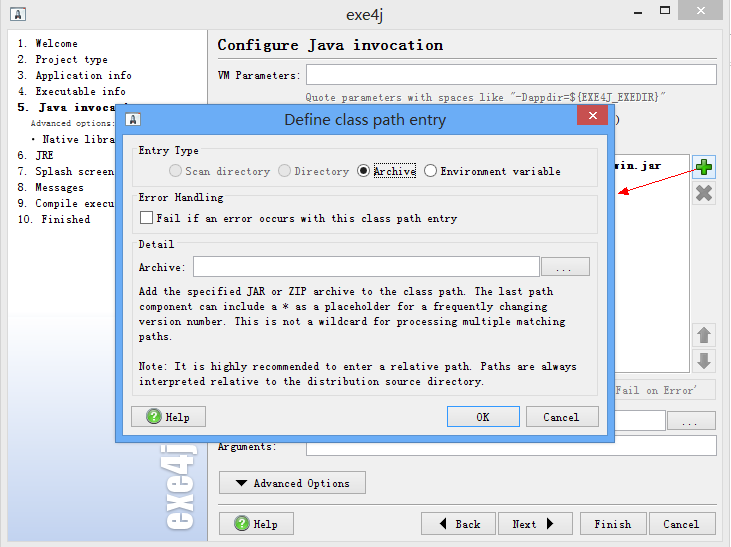 exe4j
1. Welcome
2. Project type
3. Application info
4. Executable info
5. Java invoca
Advanced options:
• Native libra
6. JRE
7. Splash screen
8. Messages
9. Compile execu
10. Finished
exe4j
Configure Java invocation
VM Parameters:
Quote parameters with spaces like "-Dappdir=${EXE4J_EXEDIR}"
)
win.jar
Fail on Error'
...
Arguments:
Advanced Options
Help
Back
Next
Finish
Cancel
Define class path entry
Entry Type
Scan directory
Directory
Archive
Environment variable
Error Handling
Fail if an error occurs with this class path entry
Detail
Archive:
...
Add the specified JAR or ZIP archive to the class path. The last path
component can include a * as a placeholder for a frequently changing
version number. This is not a wildcard for processing multiple matching
paths.
Note: It is highly recommended to enter a relative path. Paths are always
interpreted relative to the distribution source directory.
Help
OK
Cancel